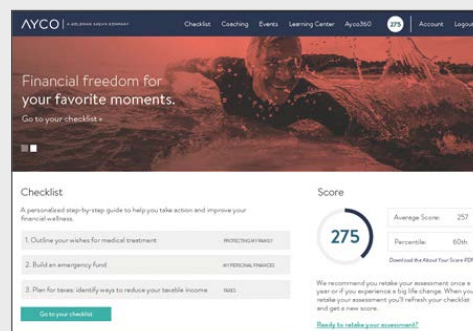 AYCO | A GOLDMAN SACHS COMPANY
Checklist Coaching Events Learning Center Ayco360 275 Account Logout
Financial freedom for
your favorite moments.
Go to your checklist »
Checklist
A personalized step-by-step guide to help you take action and improve your
financial wellness.
1. Outline your wishes for medical treatment PROTECTING MY FAMILY
2. Build an emergency fund MY PERSONAL FINANCES
3. Plan for taxes: identify ways to reduce your taxable income TAXES
Go to your checklist
Score
275
Average Score: 257
Percentile: 60th
Download the About Your Score PDF
We recommend you retake your assessment once a
year or if you experience a big life change. When you
retake your assessment you'll refresh your checklist
and get a new score.
Ready to retake your assessment?